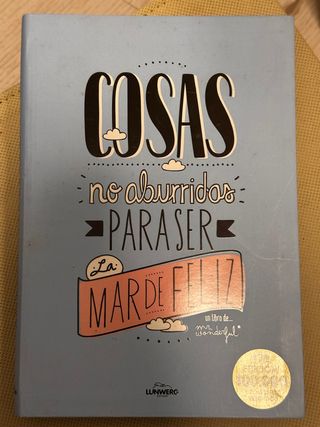 COSAS
no aburridas
PARA SER
La
MAR DE FELIZ
un libro de...
mr. wonderful*
LUNWERG